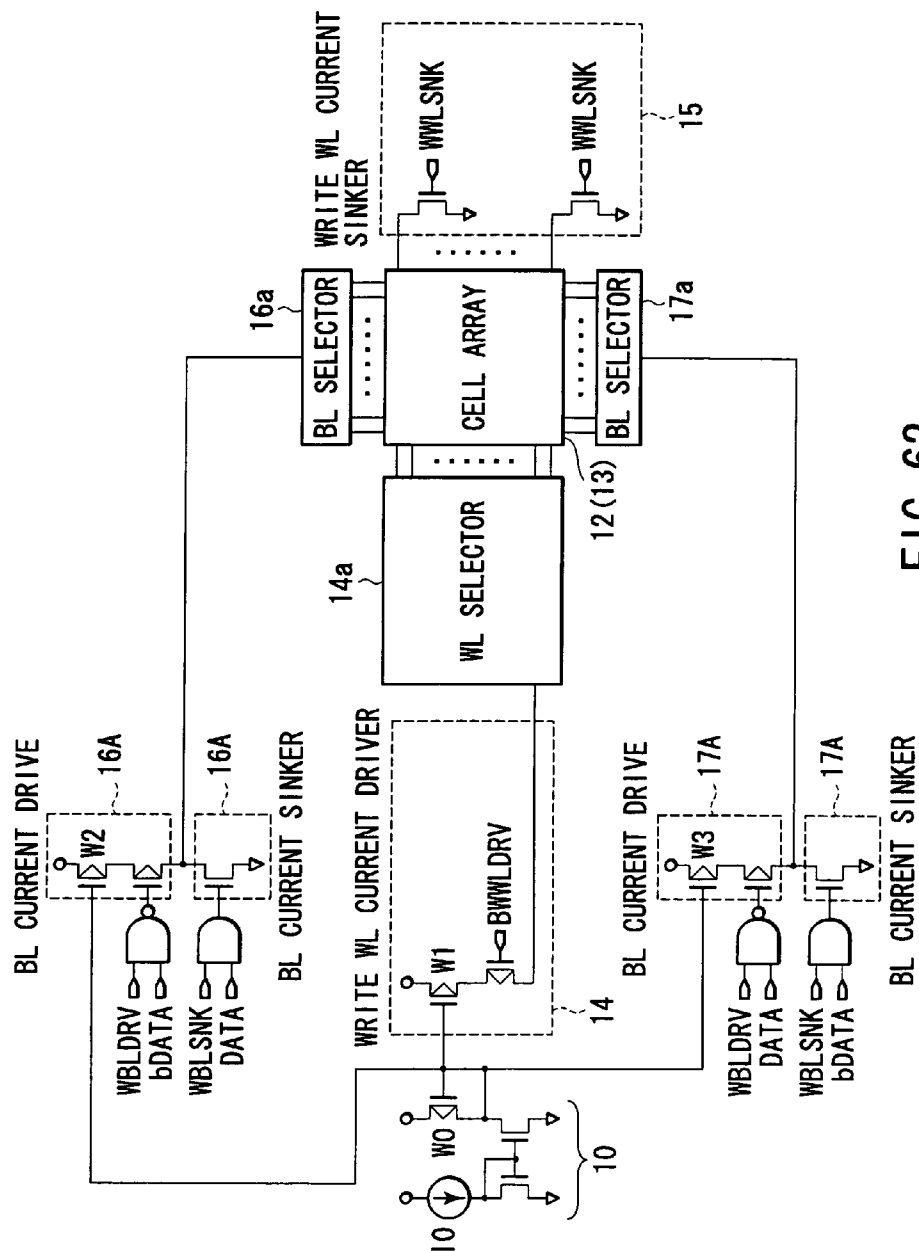 BL CURRENT DRIVE
16A
W2
WBLDRV
bDATA
WBLSNK
DATA
16A
BL CURRENT SINKER
WRITE WL CURRENT DRIVER
W1
BWWLDRV
14
I0
W0
10
BL CURRENT DRIVE
17A
W3
WBLDRV
DATA
WBLSNK
bDATA
17A
BL CURRENT SINKER
14a
WL SELECTOR
16a
BL SELECTOR
CELL ARRAY
12(13)
BL SELECTOR
17a
WRITE WL CURRENT
SINKER
WWLSNK
WWLSNK
15
FIG